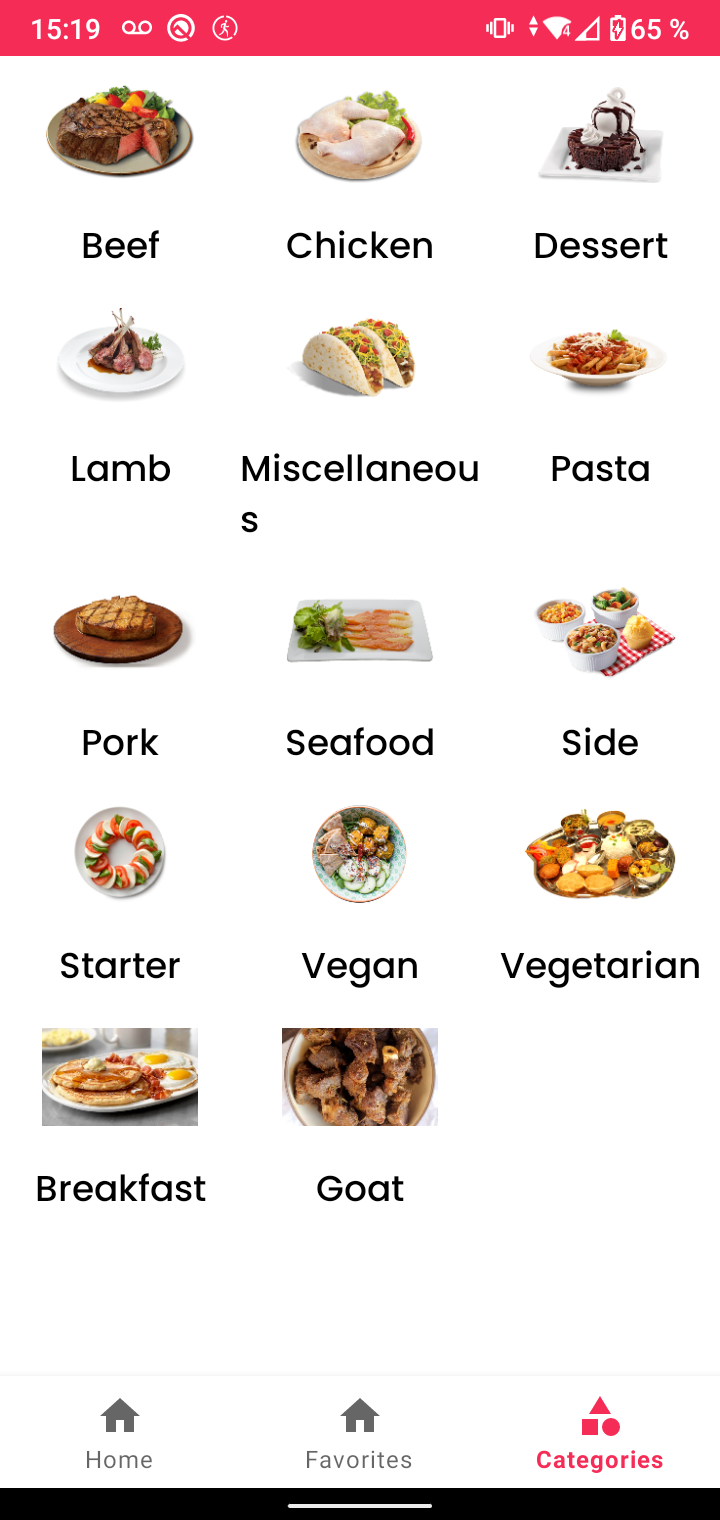 15:19 4 65 %
Beef Chicken Dessert
Lamb Miscellaneou Pasta
s
Pork Seafood Side
Starter Vegan Vegetarian
Breakfast Goat
Home Favorites Categories